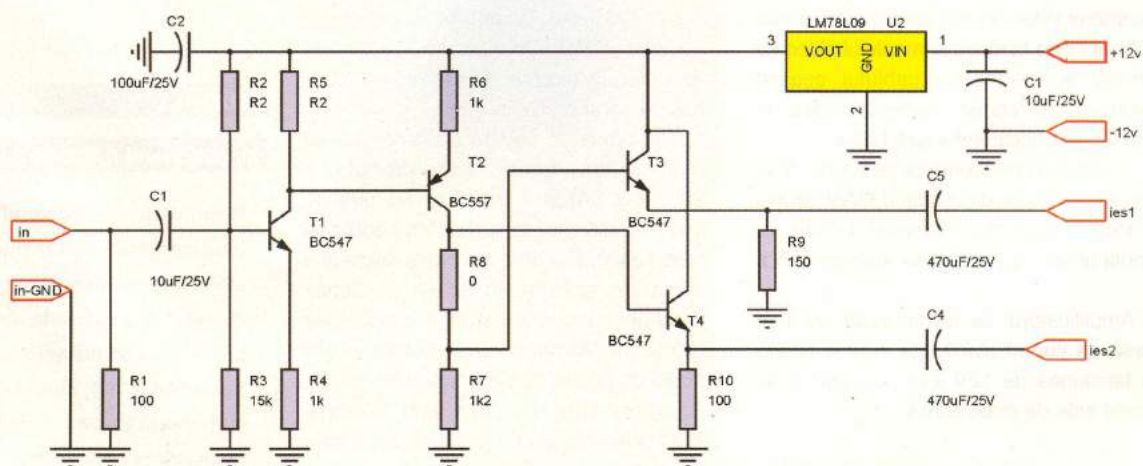 C2
100uF/25V
R2
R2
R5
R2
R6
1k
LM78L09 U2
3
VOUT
GND
VIN
1
2
+12v
C1
10uF/25V
-12v
T2
BC557
T3
BC547
C5
470uF/25V
ies1
C1
10uF/25V
in
in-GND
T1
BC547
R9
150
R8
0
T4
BC547
C4
470uF/25V
ies2
R1
100
R3
15k
R4
1k
R7
1k2
R10
100